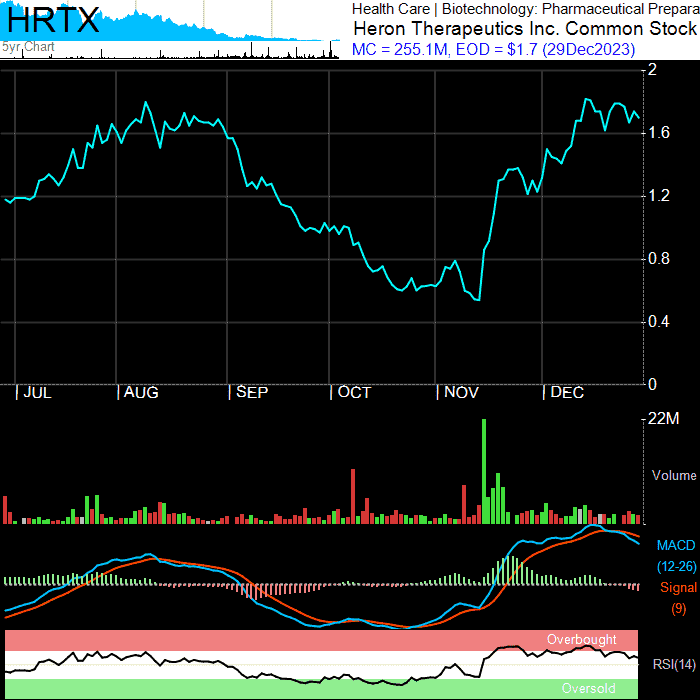 HRTX
5yr Chart
Health Care | Biotechnology: Pharmaceutical Prepara
Heron Therapeutics Inc. Common Stock
MC = 255.1M, EOD = $1.7 (29Dec2023)
2
1.6
1.2
0.8
0.4
0
JUL AUG SEP OCT NOV DEC
22M
Volume
MACD
(12-26)
Signal
(9)
Overbought
RSI(14)
Oversold